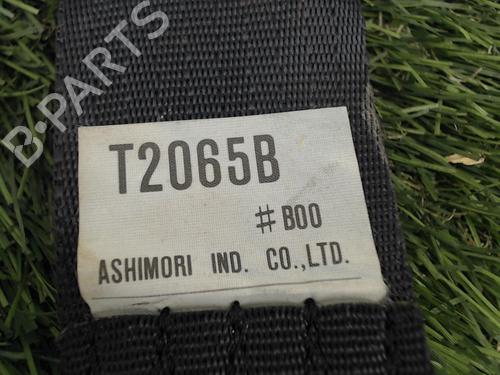 B-PARTS
T2065B
#B00
ASHIMORI IND. CO.,LTD.